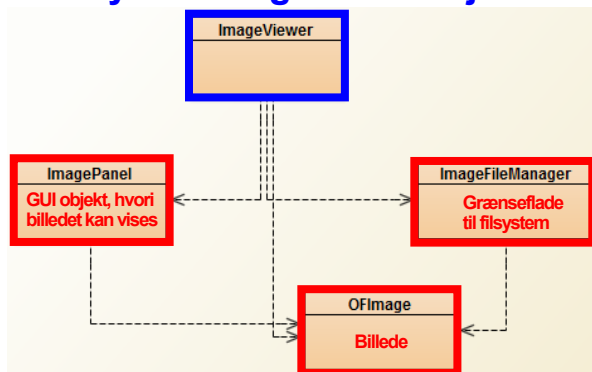 ImageViewer
ImagePanel
GUI objekt, hvori
billedet kan vises
ImageFileManager
Grænseflade
til filsystem
OFImage
Billede